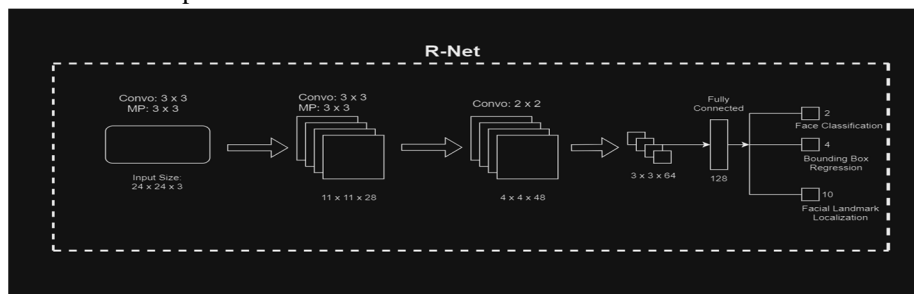 R-Net
Convo: 3 x 3
MP: 3 x 3
Input Size:
24 x 24 x 3
Convo: 3 x 3
MP: 3 x 3
11 x 11 x 28
Convo: 2 x 2
4 x 4 x 48
3 x 3 x 64
Fully
Connected
128
2
Face Classification
4
Bounding Box
Regression
10
Facial Landmark
Localization